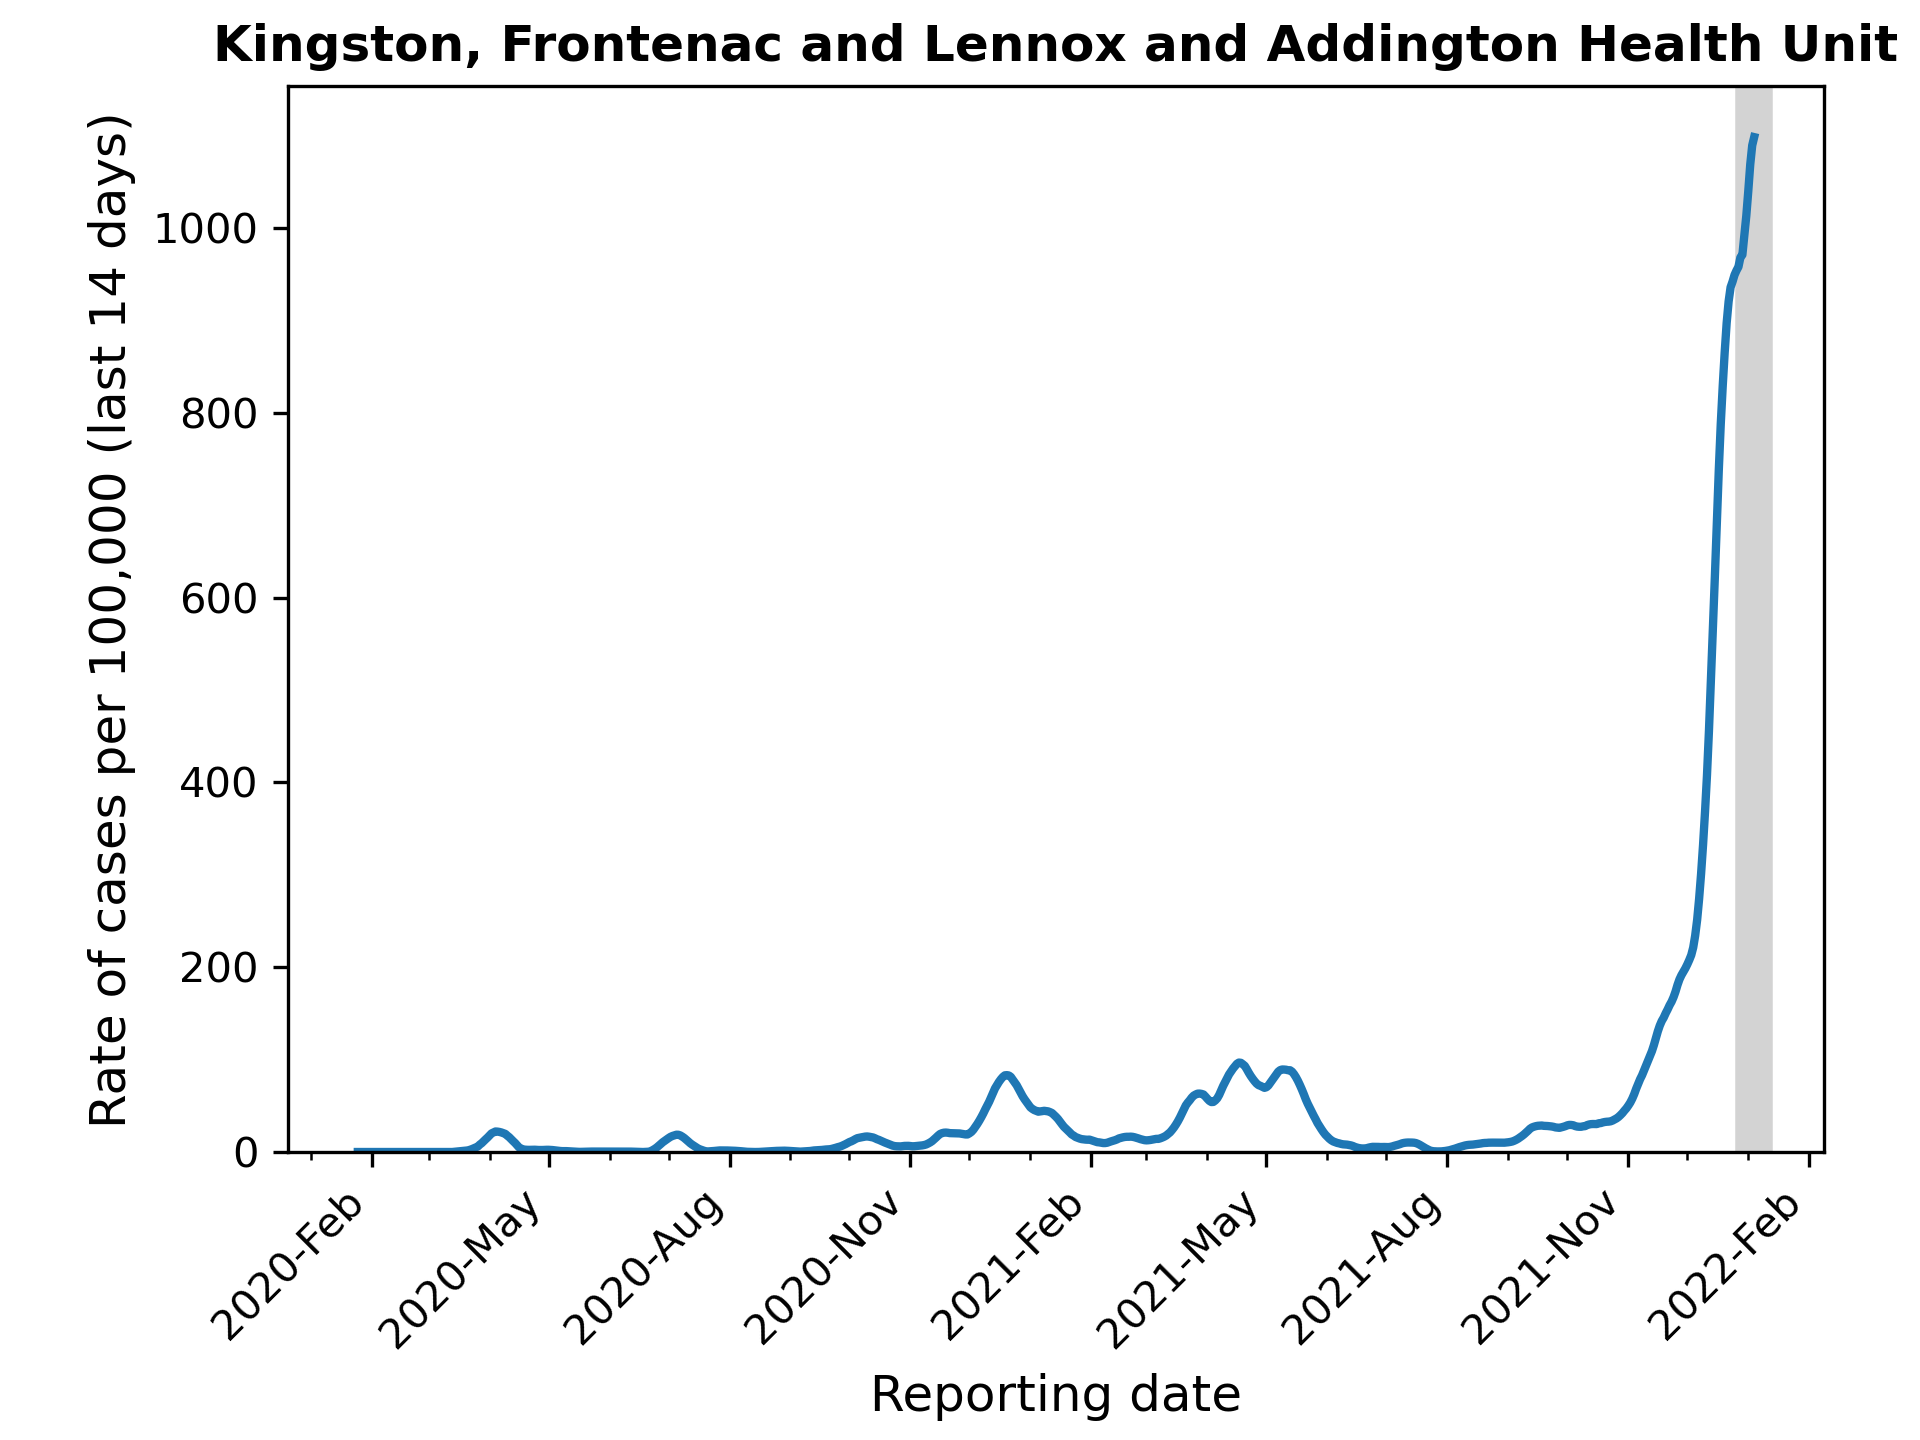 Kingston, Frontenac and Lennox and Addington Health Unit
Rate of cases per 100,000 (last 14 days)
1000
800
600
400
200
0
2020-Feb
2020-May
2020-Aug
2020-Nov
2021-Feb
2021-May
2021-Aug
2021-Nov
2022-Feb
Reporting date